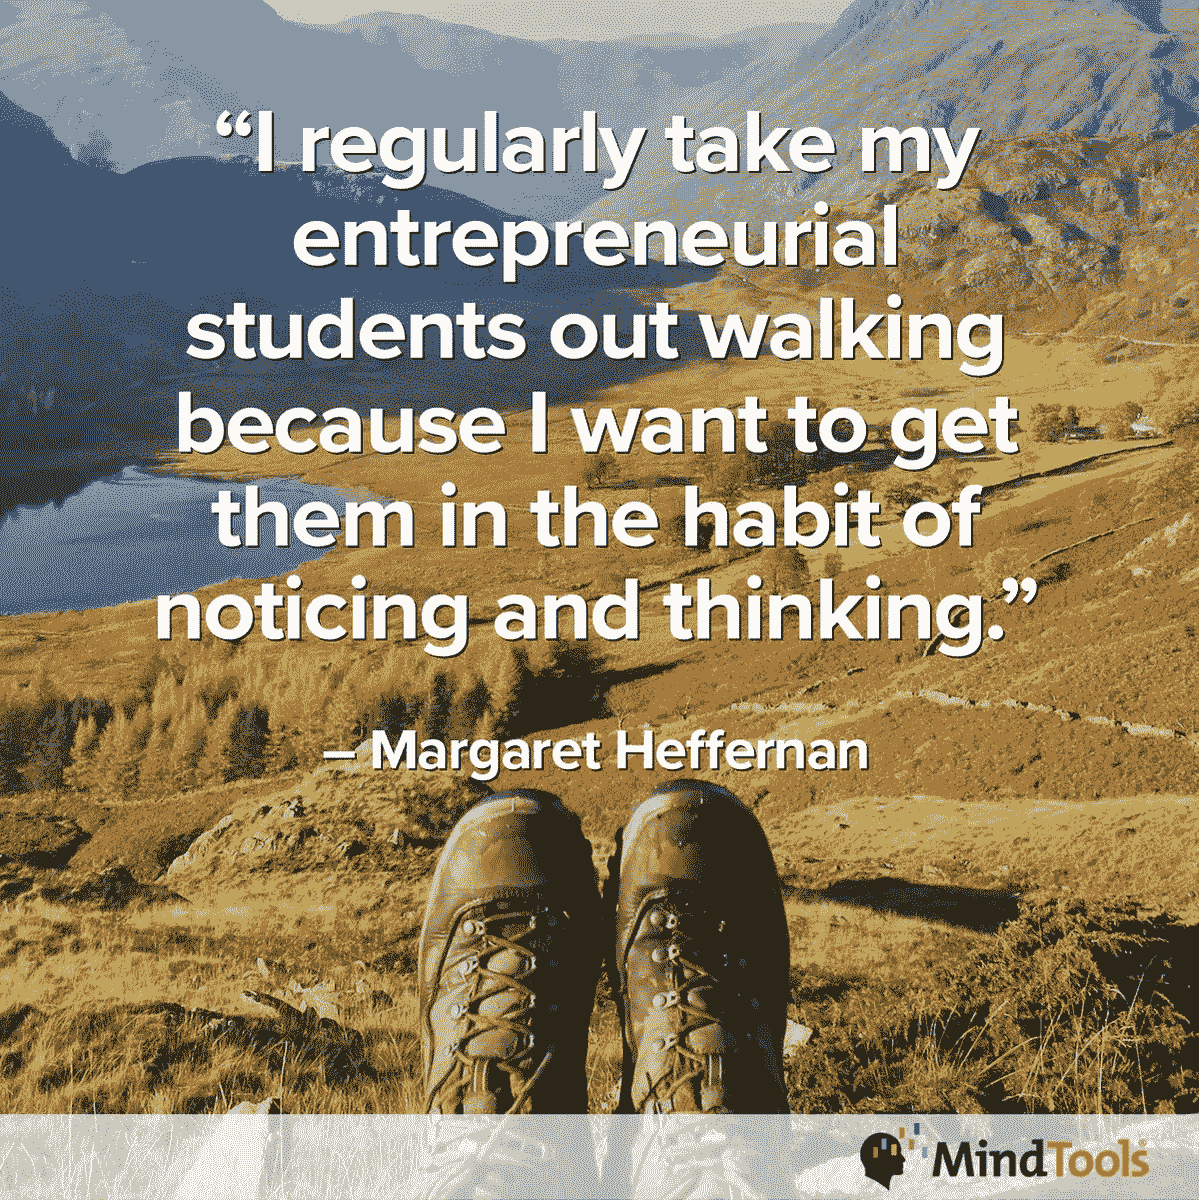 “I regularly take my
entrepreneurial
students out walking
because I want to get
them in the habit of
noticing and thinking.”
– Margaret Heffernan
MindTools